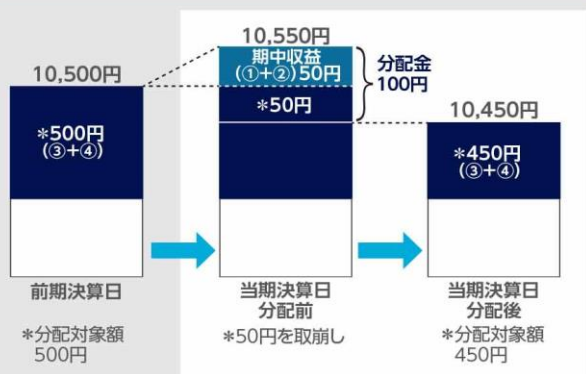 10,500円
*500円
(③+④)
前期決算日
*分配対象額
500円
10,550円
期中収益
(①+②)50円
*50円
分配金
100円
当期決算日
分配前
*50円を取崩し
10,450円
*450円
(③+④)
当期決算日
分配後
*分配対象額
450円